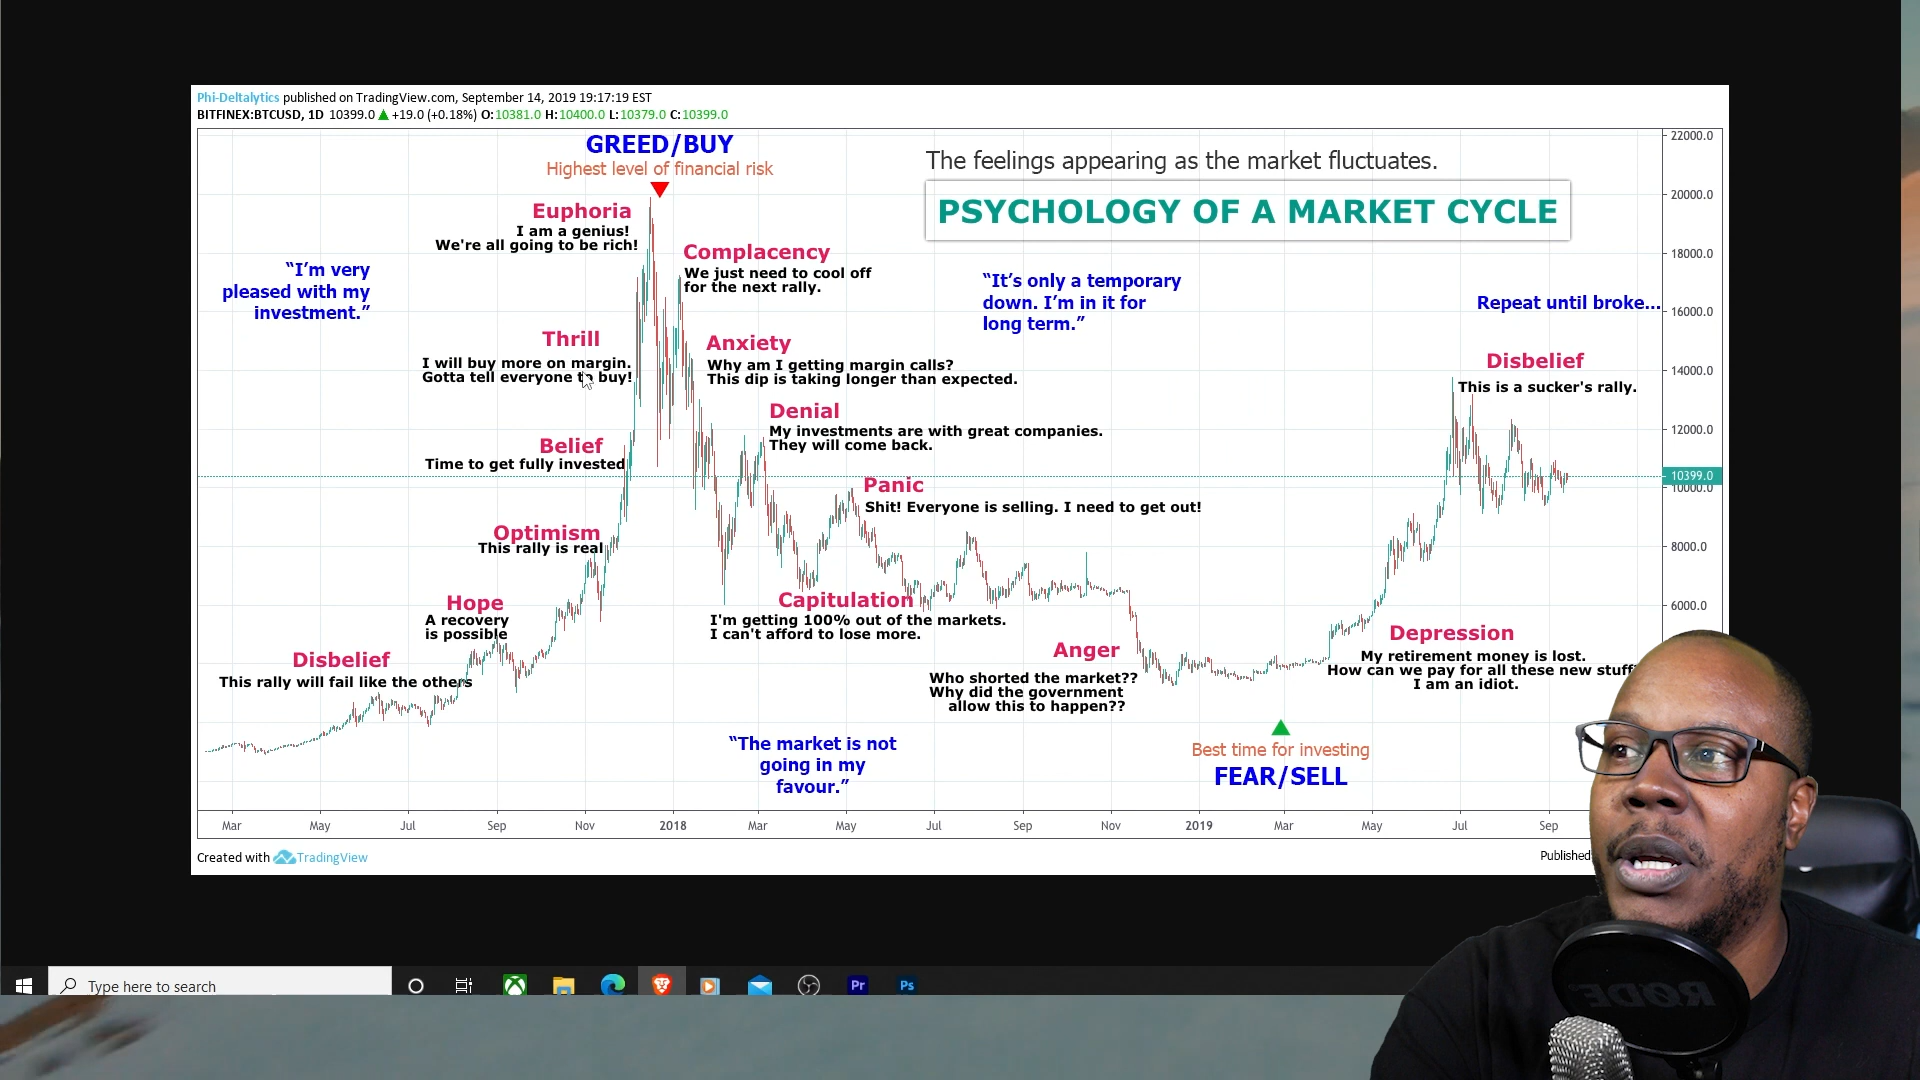 Phi-Deltalytics published on TradingView.com, September 14, 2019 19:17:19 EST
BITFINEX:BTCUSD, 1D 10399.0 ▲ +19.0 (+0.18%) O:10381.0 H:10400.0 L:10379.0 C:10399.0
GREED/BUY
Highest level of financial risk
The feelings appearing as the market fluctuates.
PSYCHOLOGY OF A MARKET CYCLE
Euphoria
I am a genius!
We're all going to be rich!
Complacency
We just need to cool off
for the next rally.
“I’m very
pleased with my
investment.”
“It’s only a temporary
down. I’m in it for
long term.”
Repeat until broke...
Thrill
I will buy more on margin.
Gotta tell everyone to buy!
Anxiety
Why am I getting margin calls?
This dip is taking longer than expected.
Disbelief
This is a sucker's rally.
Denial
My investments are with great companies.
They will come back.
Belief
Time to get fully invested
Panic
Shit! Everyone is selling. I need to get out!
Optimism
This rally is real
Hope
A recovery
is possible
Capitulation
I'm getting 100% out of the markets.
I can't afford to lose more.
Disbelief
This rally will fail like the others
Anger
Who shorted the market??
Why did the government
allow this to happen??
Depression
My retirement money is lost.
How can we pay for all these new stuff
I am an idiot.
“The market is not
going in my
favour.”
Best time for investing
FEAR/SELL
22000.0
20000.0
18000.0
16000.0
14000.0
12000.0
10399.0
10000.0
8000.0
6000.0
Mar May Jul Sep Nov 2018 Mar May Jul Sep Nov 2019 Mar May Jul Sep
Created with TradingView
Published
Type here to search
Pr
Ps
RØDE